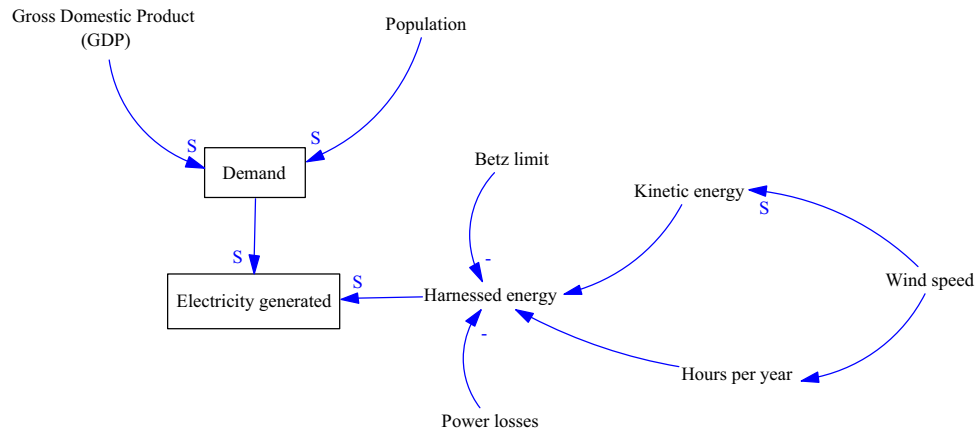 Gross Domestic Product
(GDP)
Population
S
S
Demand
Betz limit
Kinetic energy
S
S
-
S
Electricity generated
Harnessed energy
Wind speed
-
Hours per year
Power losses